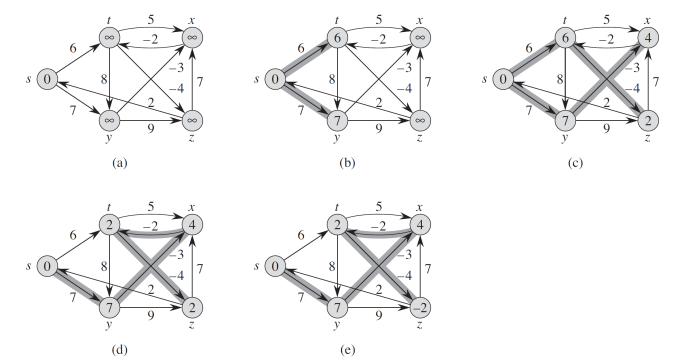 t 5 x
∞ –2 ∞
6
s 0 8 –3 7
–4
7 2
∞ 9 ∞
y z
(a)
t 5 x
6 –2 ∞
6
s 0 8 –3 7
–4
7 2
7 9 ∞
y z
(b)
t 5 x
6 –2 4
6
s 0 8 –3 7
–4
7 2
7 9 2
y z
(c)
t 5 x
2 –2 4
6
s 0 8 –3 7
–4
7 2
7 9 2
y z
(d)
t 5 x
2 –2 4
6
s 0 8 –3 7
–4
7 2
7 9 –2
y z
(e)